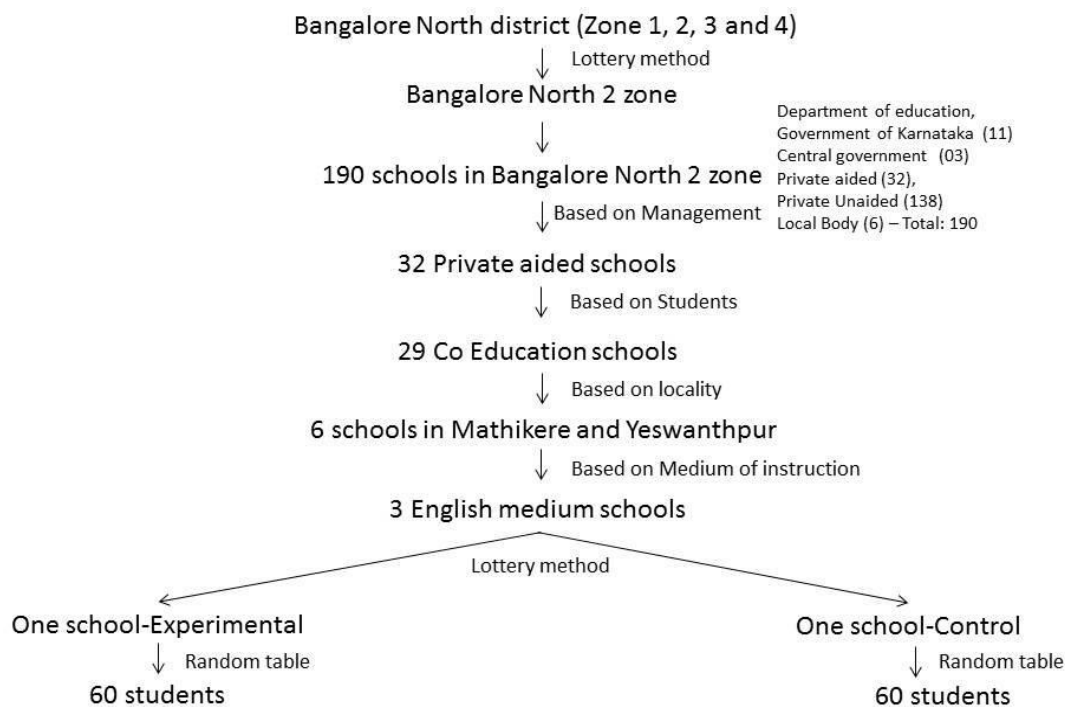 Bangalore North district (Zone 1, 2, 3 and 4)
Lottery method
Bangalore North 2 zone
Department of education,
Government of Karnataka (11)
Central government (03)
Private aided (32),
Private Unaided (138)
Local Body (6) – Total: 190
190 schools in Bangalore North 2 zone
Based on Management
32 Private aided schools
Based on Students
29 Co Education schools
Based on locality
6 schools in Mathikere and Yeswanthpur
Based on Medium of instruction
3 English medium schools
Lottery method
One school-Experimental
One school-Control
Random table
Random table
60 students
60 students